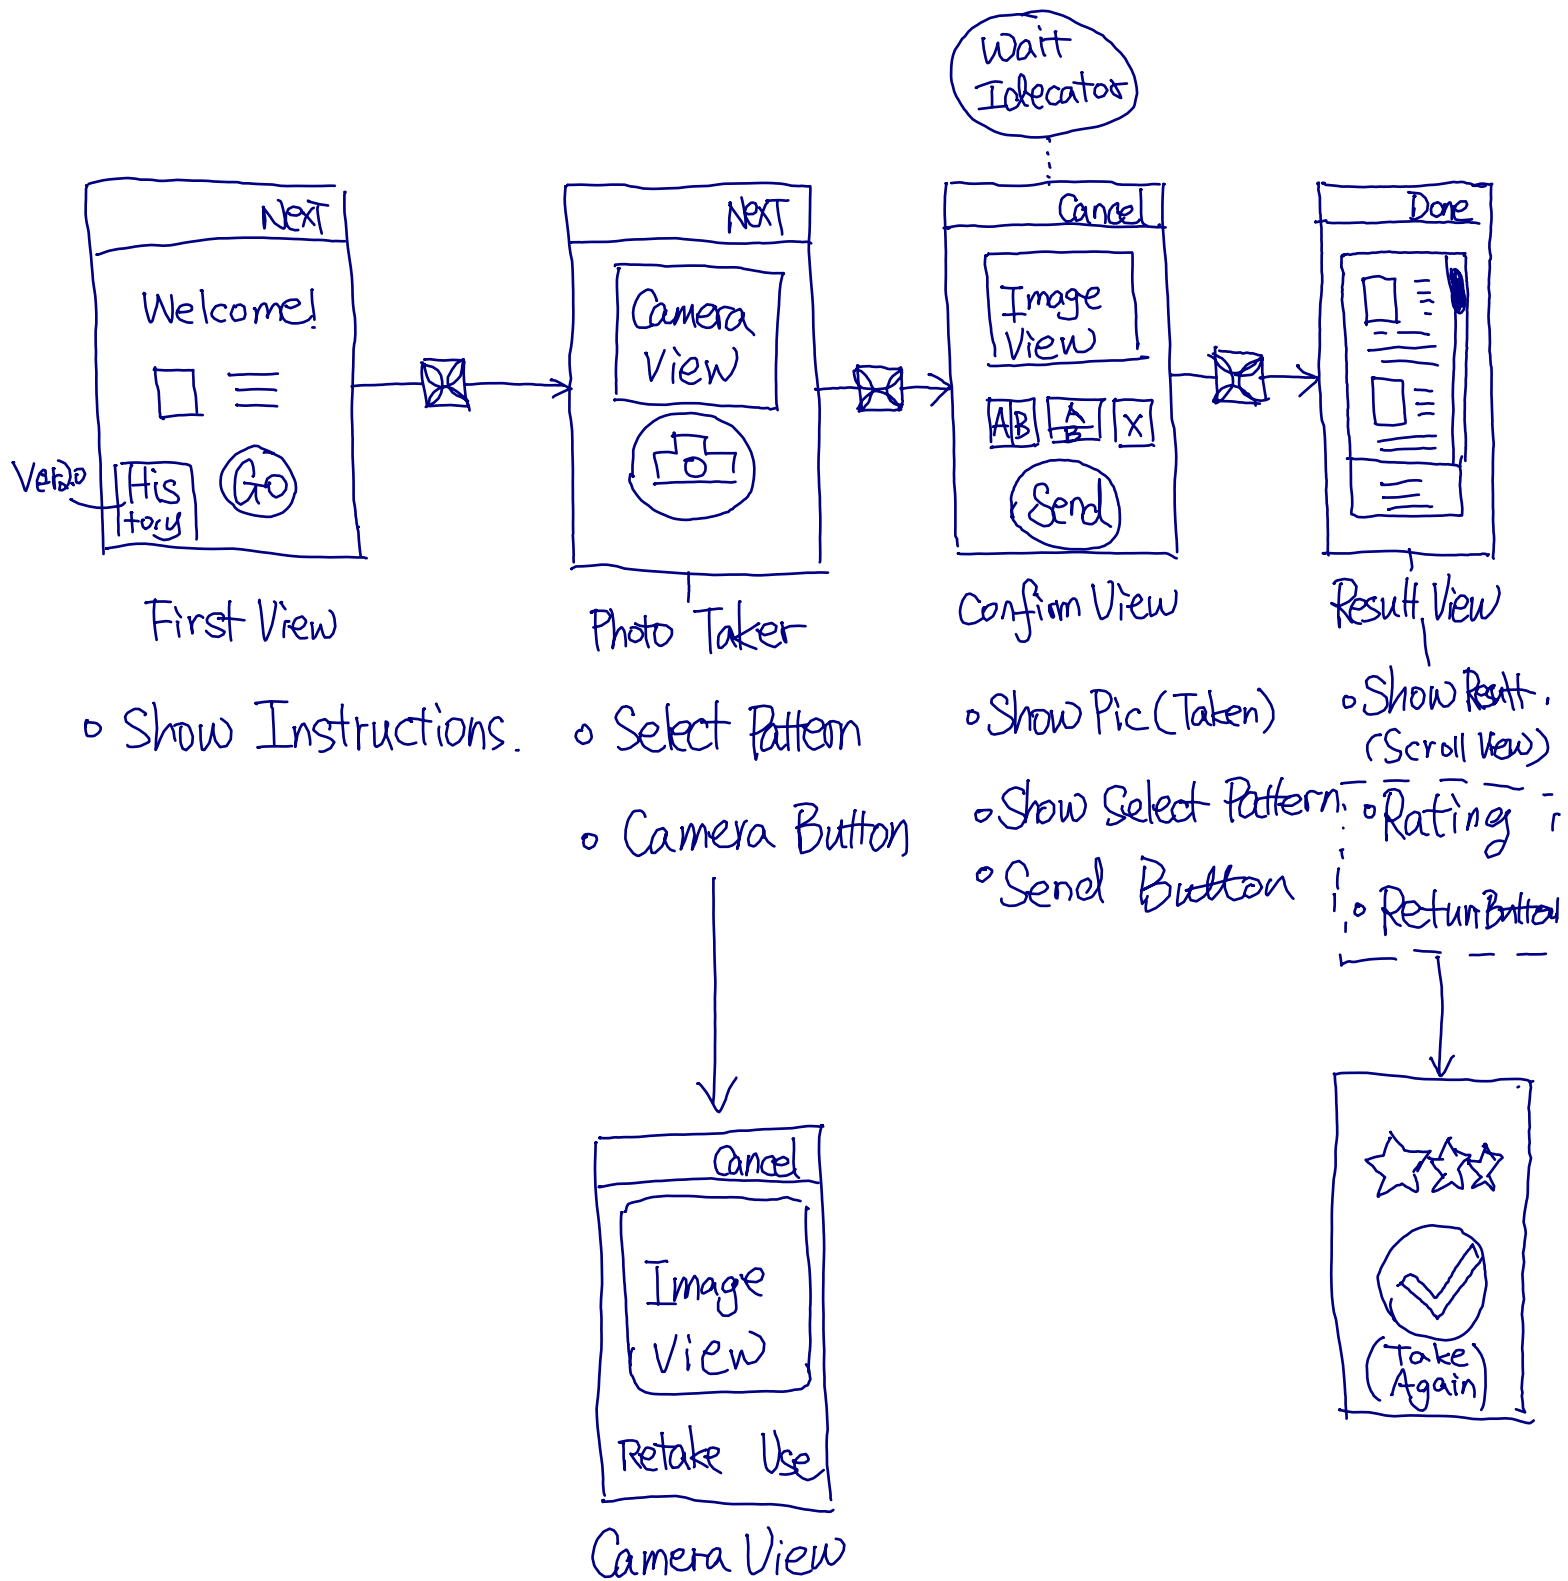 Wait
Idecator
NexT
Welcome!
Ver2.0
His
tory
Go
First View
Show Instructions.
NexT
Camera
View
Photo Taker
Select Pattern
Camera Button
Cancel
Image
View
AB
A
B
X
Send
Confirm View
Show Pic (Taken)
Show Select Pattern.
Send Button
Done
Result View
Show Result.
(Scroll View)
Rating
Retun Button
Cancel
Image
View
Retake Use
Camera View
(Take
Again)